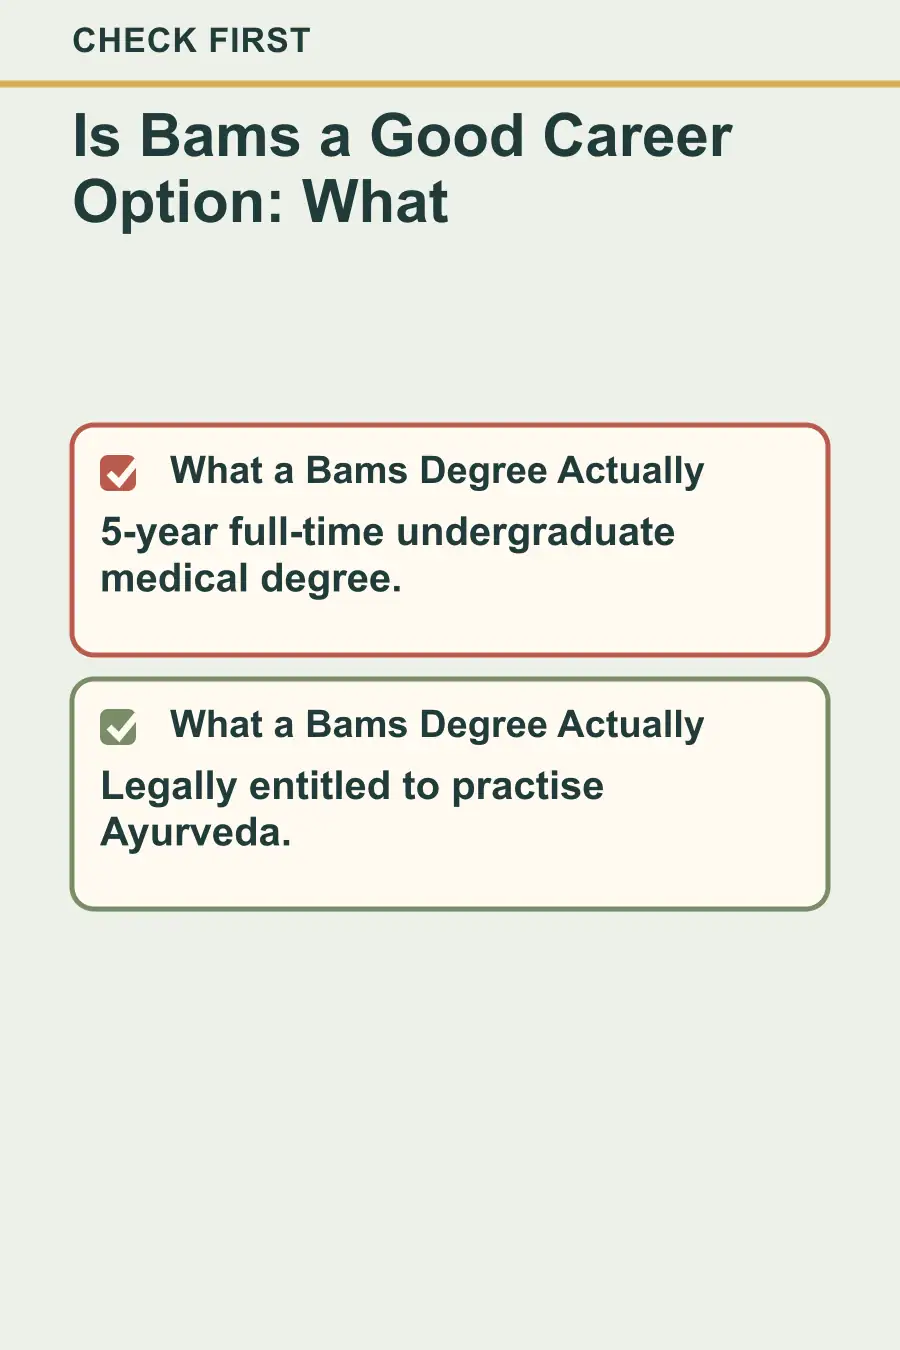 CHECK FIRST
Is Bams a Good Career
Option: What
What a Bams Degree Actually
5-year full-time undergraduate
medical degree.
What a Bams Degree Actually
Legally entitled to practise
Ayurveda.